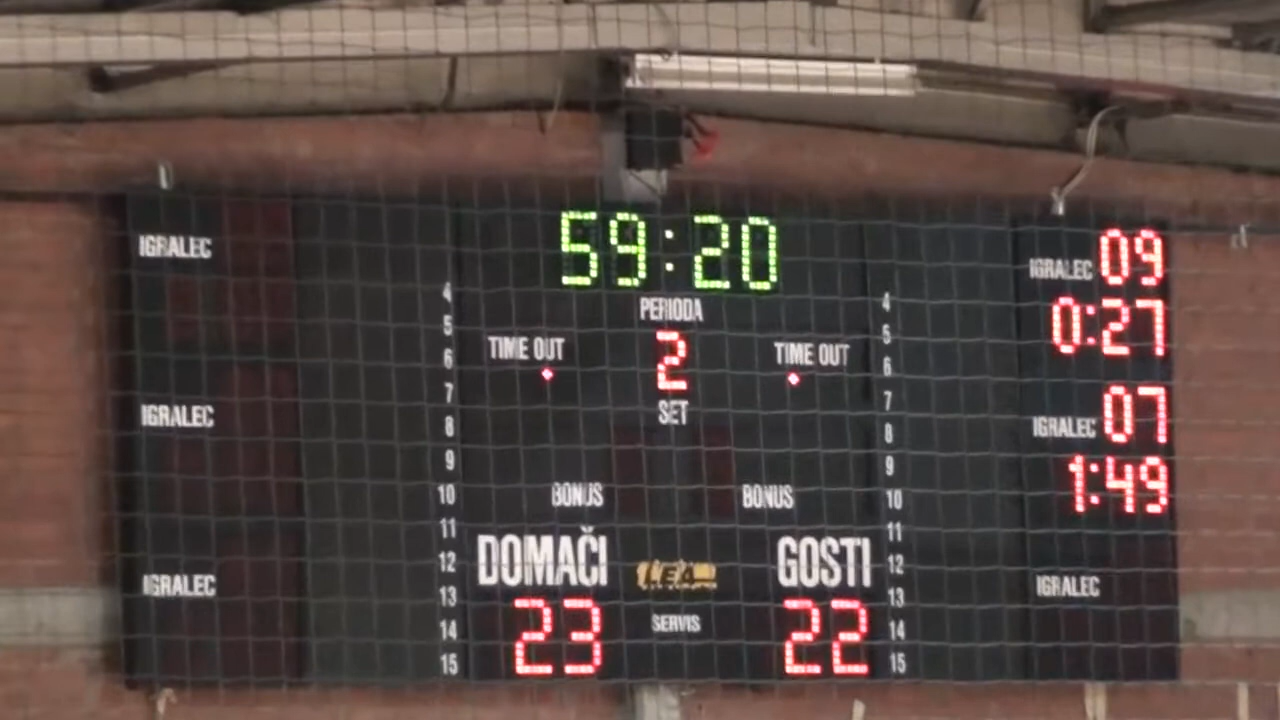 59:20
IGRALEC
IGRALEC 09
0:27
PERIODA
TIME OUT 2 TIME OUT
SET
IGRALEC
IGRALEC 07
1:49
BONUS BONUS
DOMAČI LEA GOSTI
IGRALEC
IGRALEC
SERVIS
23 22
4
5
6
7
8
9
10
11
12
13
14
15
4
5
6
7
8
9
10
11
12
13
14
15